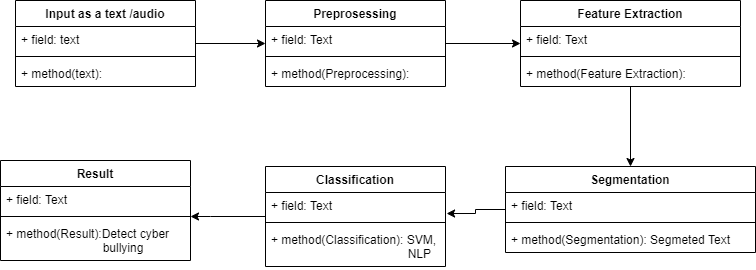 Input as a text /audio
+ field: text
+ method(text):
Preprosessing
+ field: Text
+ method(Preprocessing):
Feature Extraction
+ field: Text
+ method(Feature Extraction):
Result
+ field: Text
+ method(Result):Detect cyber
bullying
Classification
+ field: Text
+ method(Classification): SVM,
NLP
Segmentation
+ field: Text
+ method(Segmentation): Segmeted Text